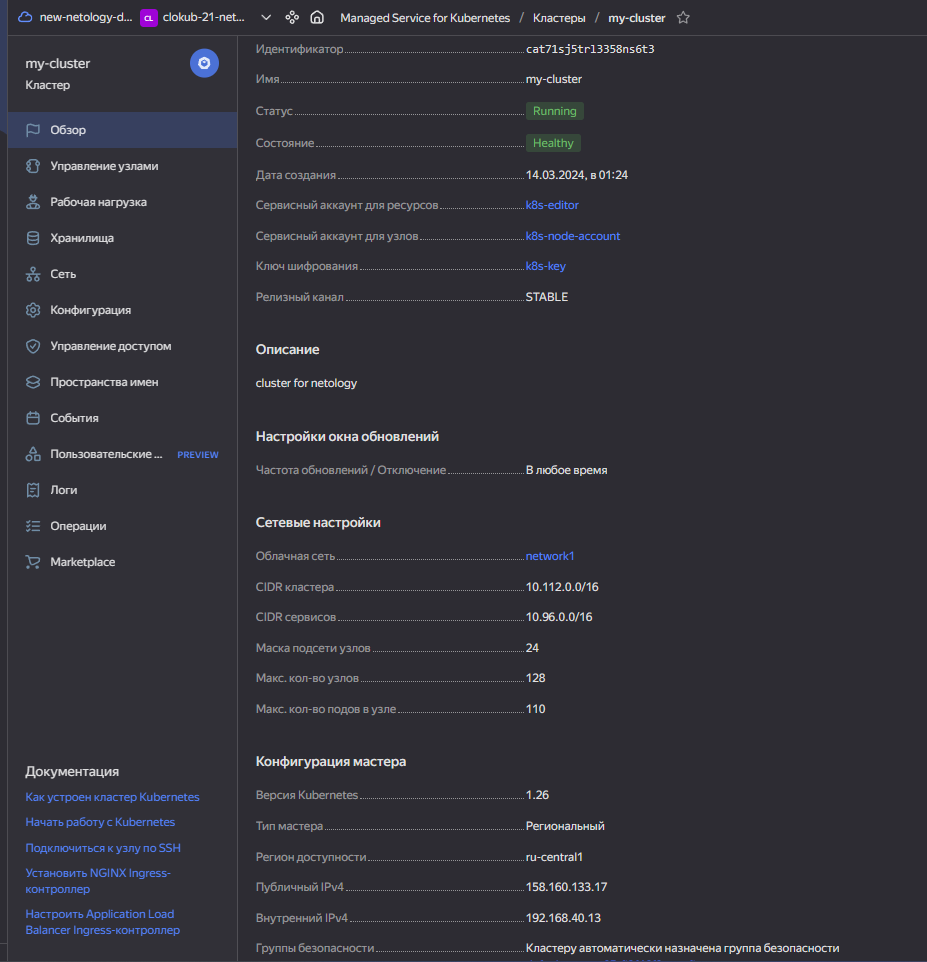 new-netology-d... CL clokub-21-net... Managed Service for Kubernetes / Кластеры / my-cluster
my-cluster
Кластер
Обзор
Управление узлами
Рабочая нагрузка
Хранилища
Сеть
Конфигурация
Управление доступом
Пространства имен
События
Пользовательские ... PREVIEW
Логи
Операции
Marketplace
Документация
Как устроен кластер Kubernetes
Начать работу с Kubernetes
Подключиться к узлу по SSH
Установить NGINX Ingress-
контроллер
Настроить Application Load
Balancer Ingress-контроллер
Идентификатор cat71sj5trl3358ns6t3
Имя my-cluster
Статус Running
Состояние Healthy
Дата создания 14.03.2024, в 01:24
Сервисный аккаунт для ресурсов k8s-editor
Сервисный аккаунт для узлов k8s-node-account
Ключ шифрования k8s-key
Релизный канал STABLE
Описание
cluster for netology
Настройки окна обновлений
Частота обновлений / Отключение В любое время
Сетевые настройки
Облачная сеть network1
CIDR кластера 10.112.0.0/16
CIDR сервисов 10.96.0.0/16
Маска подсети узлов 24
Макс. кол-во узлов 128
Макс. кол-во подов в узле 110
Конфигурация мастера
Версия Kubernetes 1.26
Тип мастера Региональный
Регион доступности ru-central1
Публичный IPv4 158.160.133.17
Внутренний IPv4 192.168.40.13
Группы безопасности Кластеру автоматически назначена группа безопасности